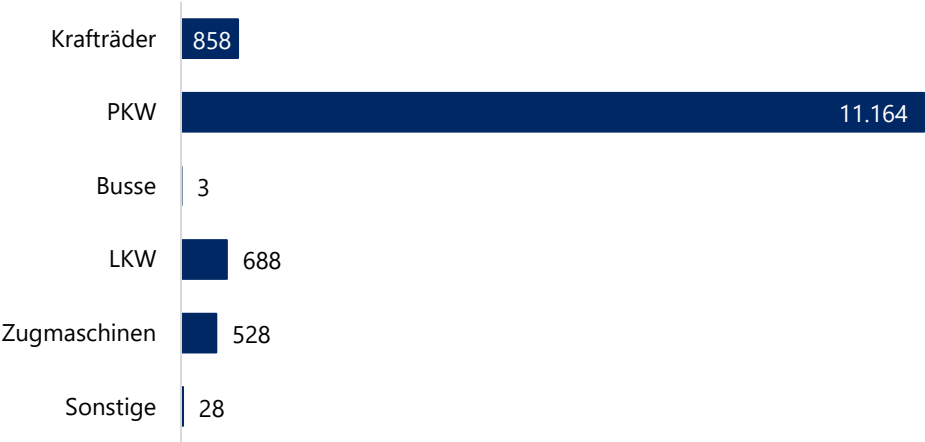 Krafträder 858
PKW 11.164
Busse 3
LKW 688
Zugmaschinen 528
Sonstige 28